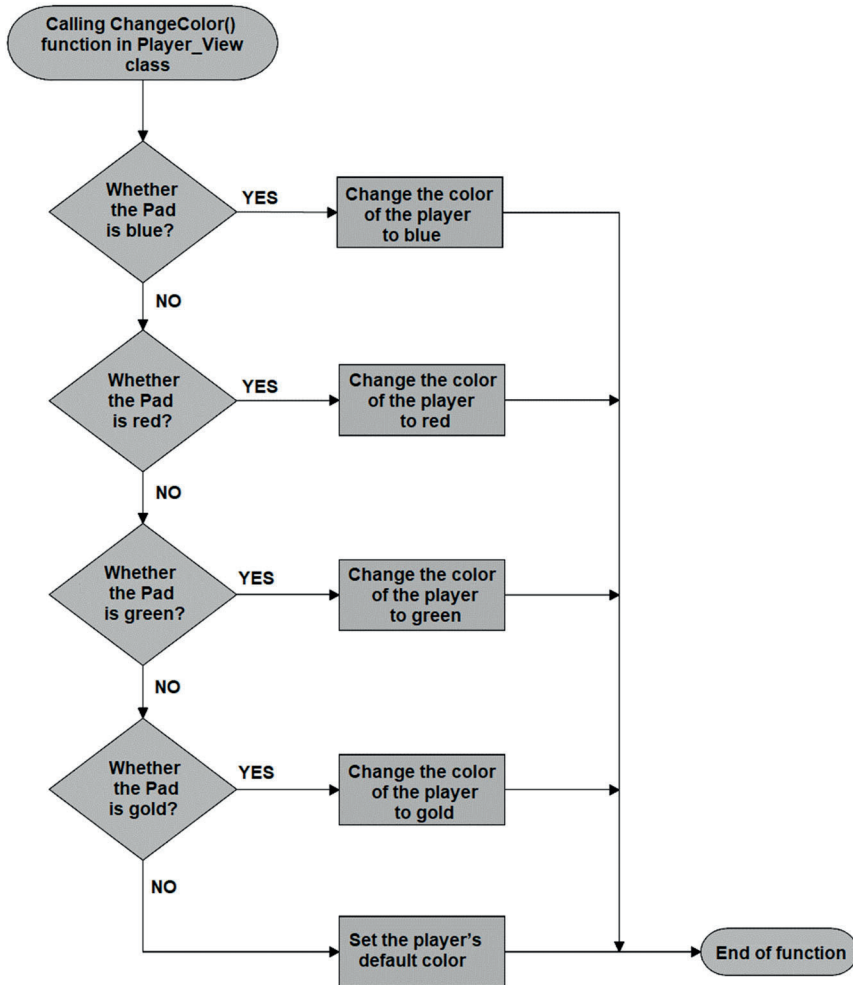 Calling ChangeColor()
function in Player_View
class
Whether
the Pad
is blue?
YES
Change the color
of the player
to blue
NO
Whether
the Pad
is red?
YES
Change the color
of the player
to red
NO
Whether
the Pad
is green?
YES
Change the color
of the player
to green
NO
Whether
the Pad
is gold?
YES
Change the color
of the player
to gold
NO
Set the player's
default color
End of function